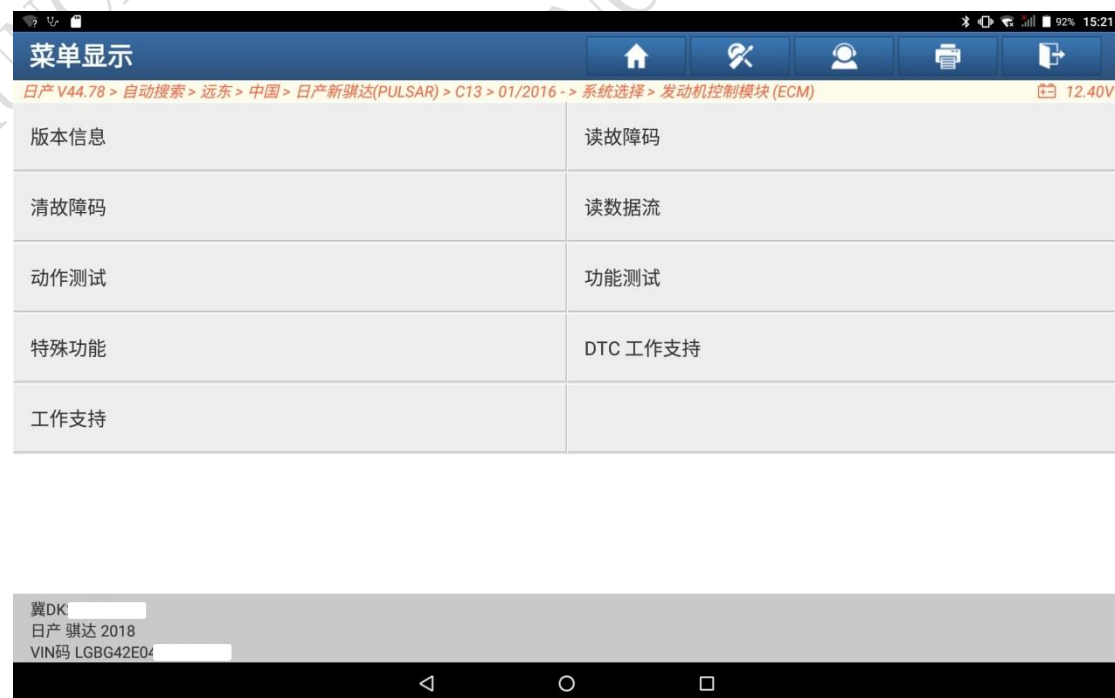 92% 15:21
菜单显示
日产 V44.78 > 自动搜索 > 远东 > 中国 > 日产新骐达(PULSAR) > C13 > 01/2016 - > 系统选择 > 发动机控制模块 (ECM) 12.40V
版本信息 读故障码
清故障码 读数据流
动作测试 功能测试
特殊功能 DTC 工作支持
工作支持
冀DK
日产 骐达 2018
VIN码 LGBG42E04